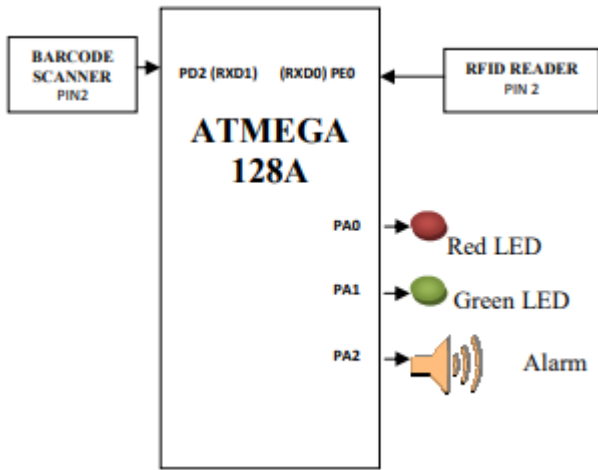 BARCODE
SCANNER
PIN2
PD2 (RXD1) (RXD0) PE0
RFID READER
PIN 2
ATMEGA
128A
PA0
Red LED
PA1
Green LED
PA2
Alarm